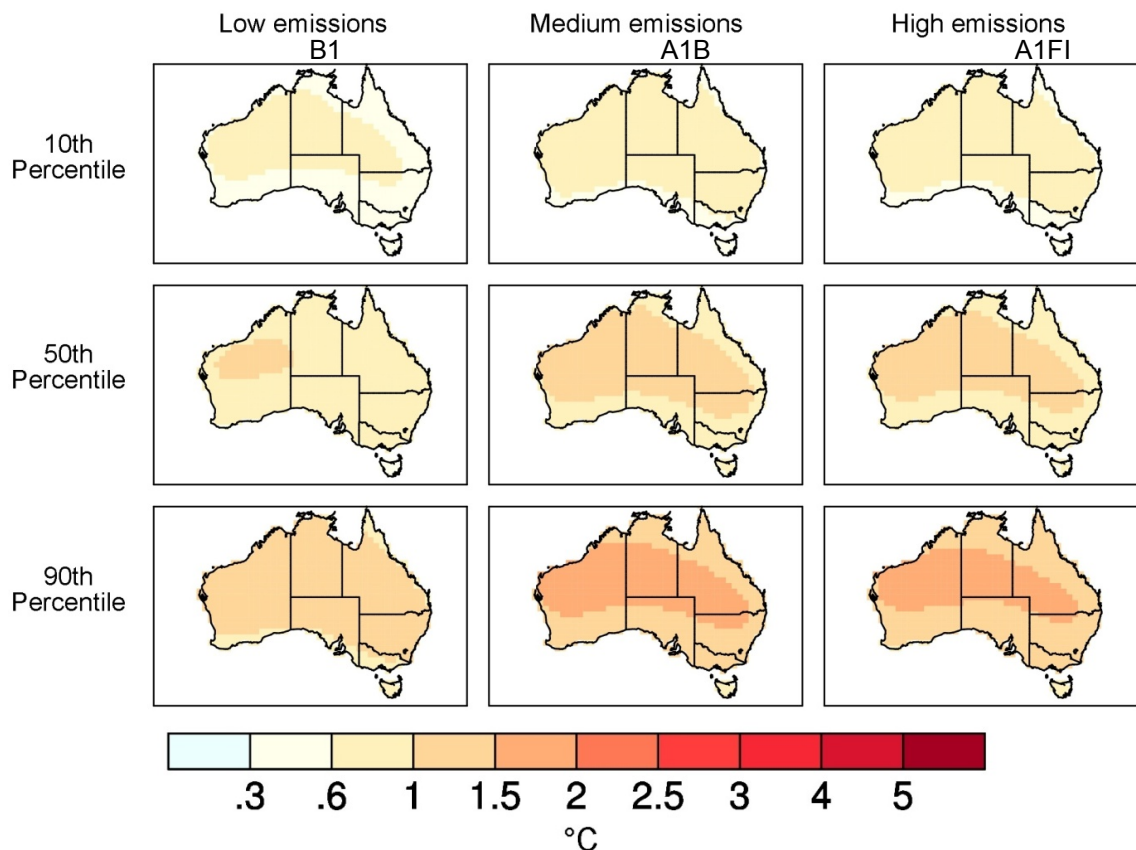 Low emissions Medium emissions High emissions
B1 A1B A1FI
10th
Percentile
50th
Percentile
90th
Percentile
.3 .6 1 1.5 2 2.5 3 4 5
°C